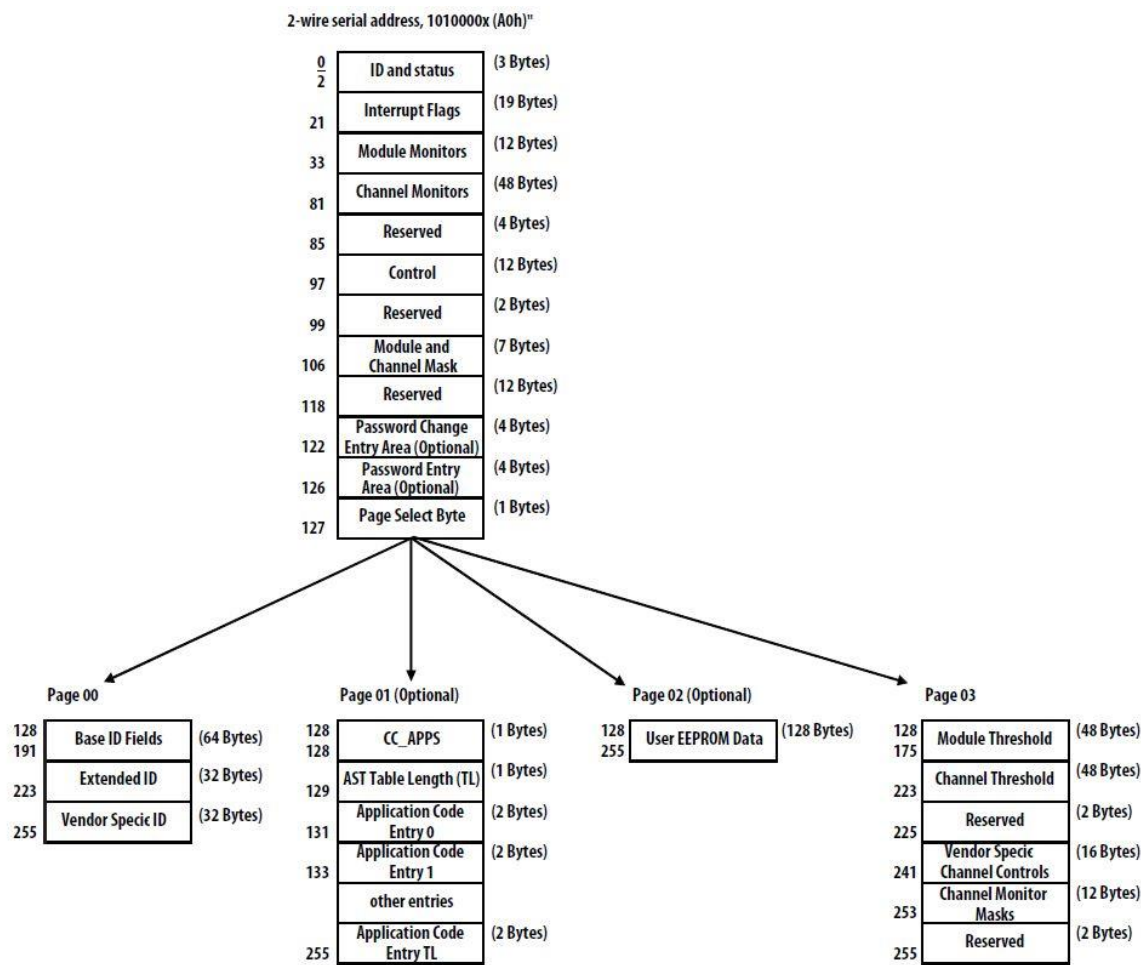 2-wire serial address, 1010000x (A0h)"
0
2
ID and status
(3 Bytes)
21
Interrupt Flags
(19 Bytes)
33
Module Monitors
(12 Bytes)
81
Channel Monitors
(48 Bytes)
85
Reserved
(4 Bytes)
97
Control
(12 Bytes)
99
Reserved
(2 Bytes)
106
Module and
Channel Mask
(7 Bytes)
118
Reserved
(12 Bytes)
122
Password Change
Entry Area (Optional)
(4 Bytes)
126
Password Entry
Area (Optional)
(4 Bytes)
127
Page Select Byte
(1 Bytes)
Page 00
128
191
Base ID Fields
(64 Bytes)
223
Extended ID
(32 Bytes)
255
Vendor Specic ID
(32 Bytes)
Page 01 (Optional)
128
128
CC_APPS
(1 Bytes)
129
AST Table Length (TL)
(1 Bytes)
131
Application Code
Entry 0
(2 Bytes)
133
Application Code
Entry 1
(2 Bytes)
other entries
255
Application Code
Entry TL
(2 Bytes)
Page 02 (Optional)
128
255
User EEPROM Data
(128 Bytes)
Page 03
128
175
Module Threshold
(48 Bytes)
223
Channel Threshold
(48 Bytes)
225
Reserved
(2 Bytes)
241
Vendor Specic
Channel Controls
(16 Bytes)
253
Channel Monitor
Masks
(12 Bytes)
255
Reserved
(2 Bytes)